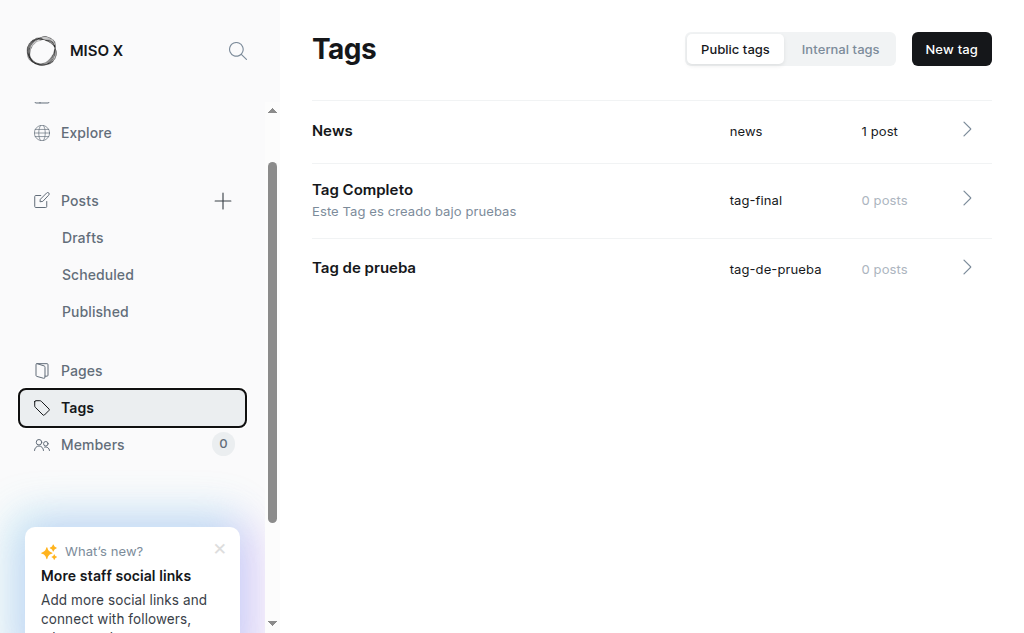 MISO X
Explore
Posts
Drafts
Scheduled
Published
Pages
Tags
Members 0
What's new?
More staff social links
Add more social links and
connect with followers,
Tags
Public tags Internal tags New tag
News news 1 post
Tag Completo
Este Tag es creado bajo pruebas
tag-final 0 posts
Tag de prueba tag-de-prueba 0 posts